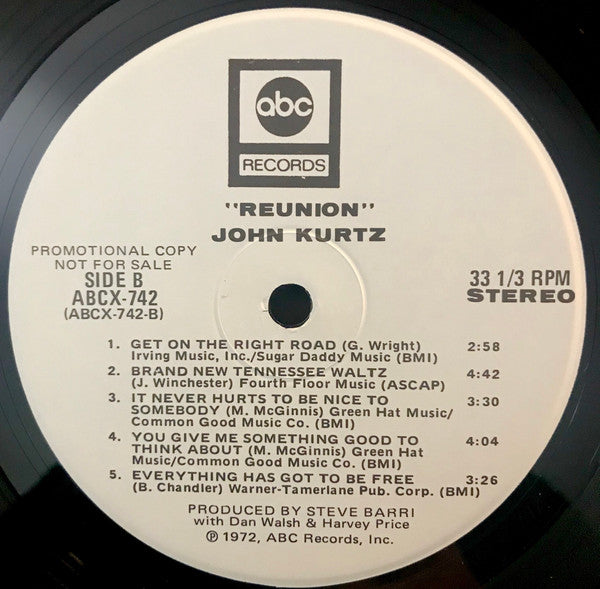 abc
RECORDS
"REUNION"
JOHN KURTZ
PROMOTIONAL COPY
NOT FOR SALE
SIDE B
ABCX-742
(ABCX-742-B)
33 1/3 RPM
STEREO
1. GET ON THE RIGHT ROAD (G. Wright) 2:58
Irving Music, Inc./Sugar Daddy Music (BMI)
2. BRAND NEW TENNESSEE WALTZ 4:42
(J. Winchester) Fourth Floor Music (ASCAP)
3. IT NEVER HURTS TO BE NICE TO 3:30
SOMEBODY (M. McGinnis) Green Hat Music/
Common Good Music Co. (BMI)
4. YOU GIVE ME SOMETHING GOOD TO 4:04
THINK ABOUT (M. McGinnis) Green Hat
Music/Common Good Music Co. (BMI)
5. EVERYTHING HAS GOT TO BE FREE 3:26
(B. Chandler) Warner-Tamerlane Pub. Corp. (BMI)
PRODUCED BY STEVE BARRI
with Dan Walsh & Harvey Price
℗ 1972, ABC Records, Inc.